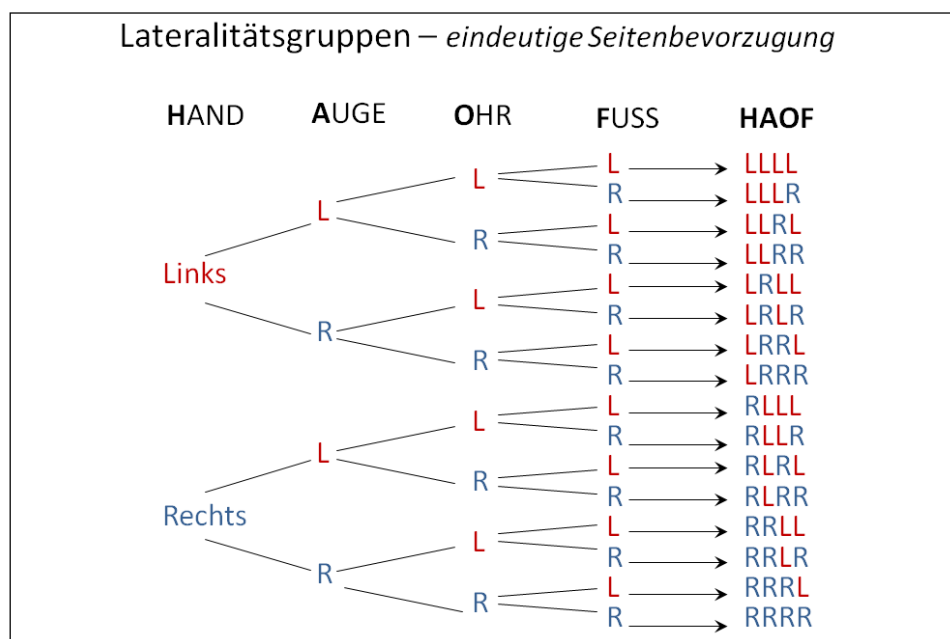 Lateralitätsgruppen – eindeutige Seitenbevorzugung
HAND AUGE OHR FUSS HAOF
L LLLL
L
R LLLR
L
L LLRL
R
R LLRR
Links
L LRLL
L
R LRLR
R
L LRRL
R
R LRRR
L RLLL
L
R RLLR
L
L RLRL
R
R RLRR
Rechts
L RRLL
L
R RRLR
R
L RRRL
R
R RRRR